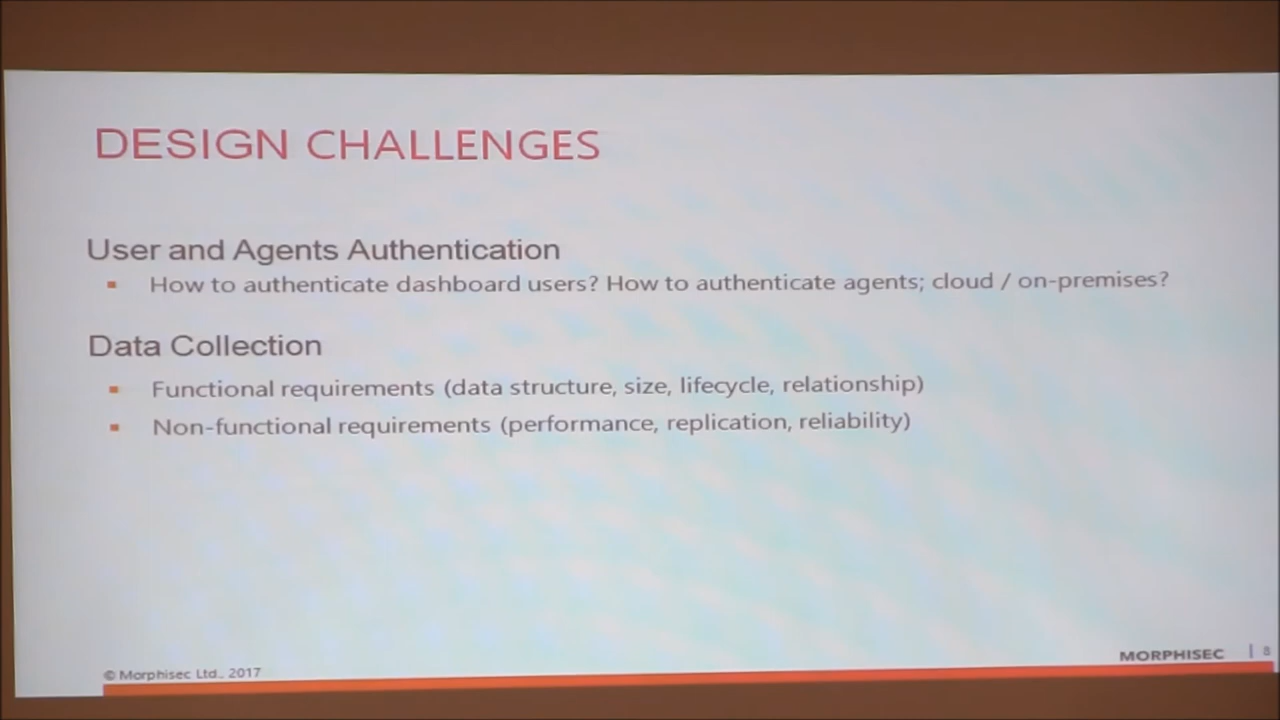 DESIGN CHALLENGES
User and Agents Authentication
How to authenticate dashboard users? How to authenticate agents; cloud / on-premises?
Data Collection
Functional requirements (data structure, size, lifecycle, relationship)
Non-functional requirements (performance, replication, reliability)
© Morphisec Ltd., 2017
MORPHISEC | 8